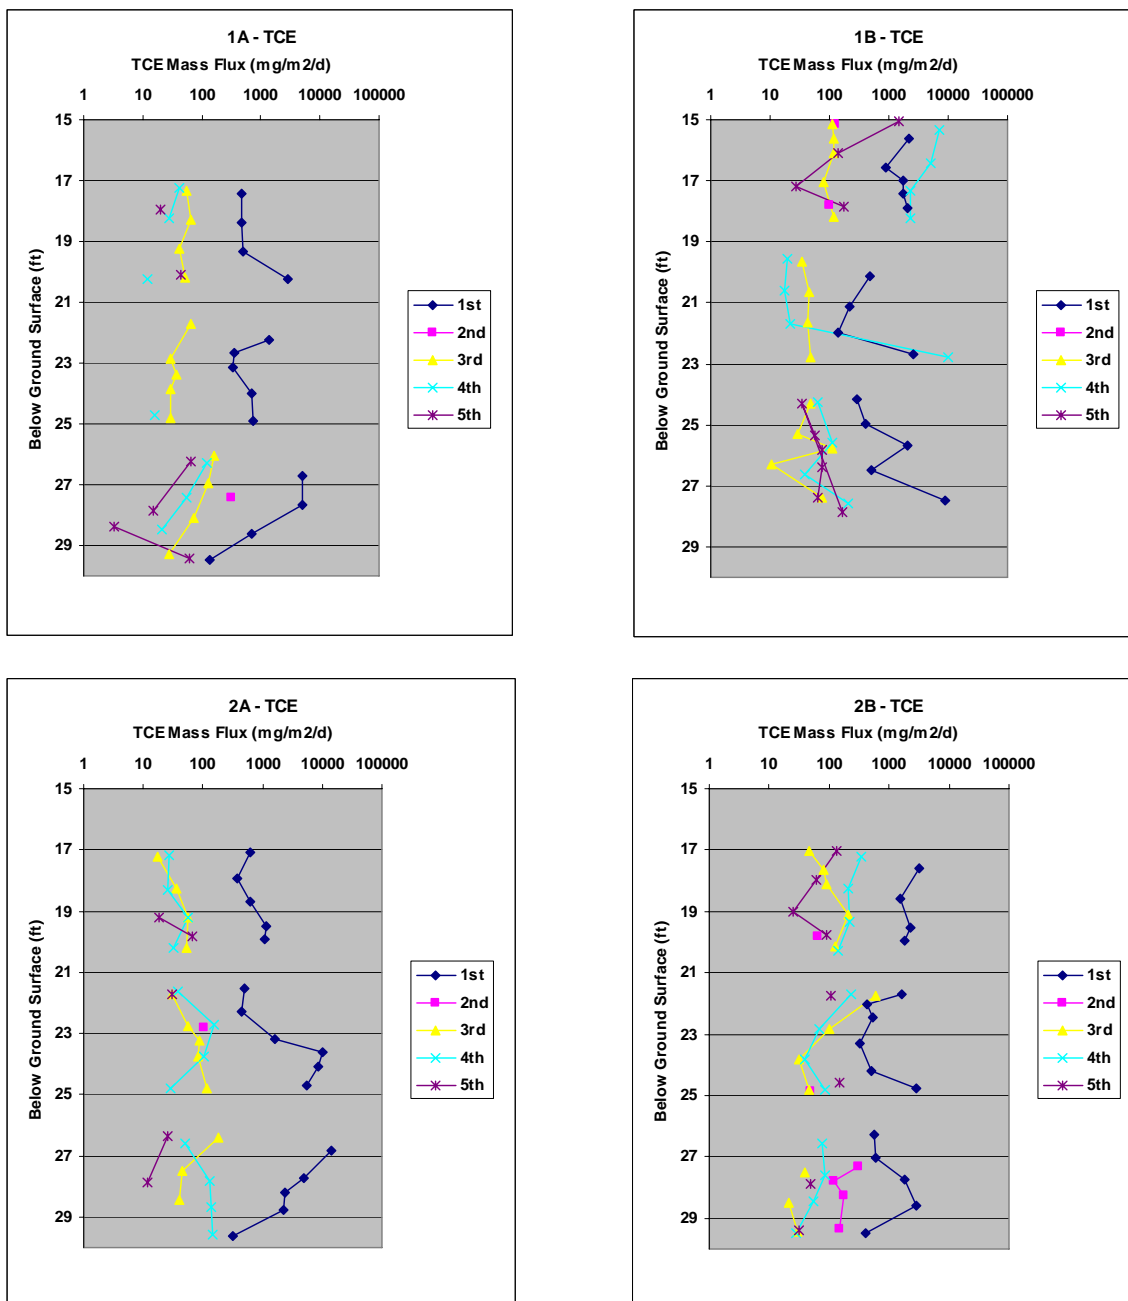 1A - TCE
TCE Mass Flux (mg/m2/d)
1 10 100 1000 10000 100000
15
17
19
21
23
25
27
29
Below Ground Surface (ft)
1st
2nd
3rd
4th
5th
1B - TCE
TCE Mass Flux (mg/m2/d)
1 10 100 1000 10000 100000
15
17
19
21
23
25
27
29
Below Ground Surface (ft)
1st
2nd
3rd
4th
5th
2A - TCE
TCE Mass Flux (mg/m2/d)
1 10 100 1000 10000 100000
15
17
19
21
23
25
27
29
Below Ground Surface (ft)
1st
2nd
3rd
4th
5th
2B - TCE
TCE Mass Flux (mg/m2/d)
1 10 100 1000 10000 100000
15
17
19
21
23
25
27
29
Below Ground Surface (ft)
1st
2nd
3rd
4th
5th